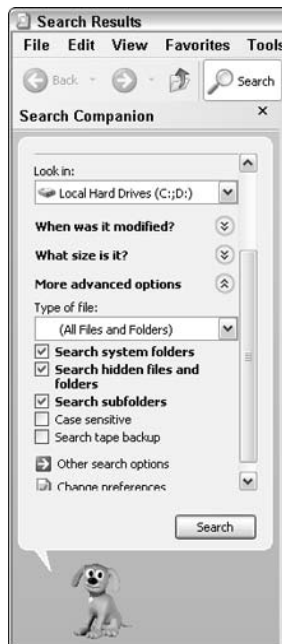 Search Results
File Edit View Favorites Tools
Back Search
Search Companion
Look in:
Local Hard Drives (C:;D:)
When was it modified?
What size is it?
More advanced options
Type of file:
(All Files and Folders)
Search system folders
Search hidden files and
folders
Search subfolders
Case sensitive
Search tape backup
Other search options
Change preferences
Search